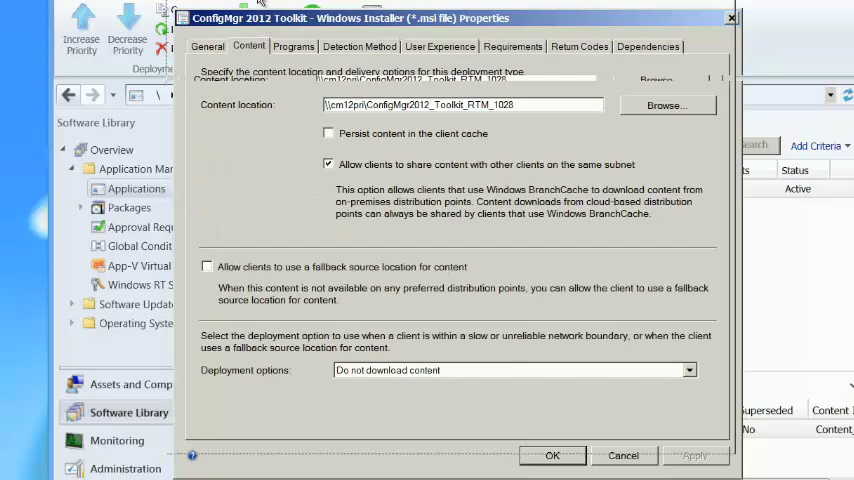 ConfigMgr 2012 Toolkit - Windows Installer (*.msi file) Properties
Increase Priority
Decrease Priority
General
Content
Programs
Detection Method
User Experience
Requirements
Return Codes
Dependencies
Specify the content location and delivery options for this deployment type.
Content location:
\\cm12pri\ConfigMgr2012_Toolkit_RTM_1028
Browse...
Persist content in the client cache
Allow clients to share content with other clients on the same subnet
This option allows clients that use Windows BranchCache to download content from
on-premises distribution points. Content downloads from cloud-based distribution
points can always be shared by clients that use Windows BranchCache.
Allow clients to use a fallback source location for content
When this content is not available on any preferred distribution points, you can allow the client to use a fallback
source location for content.
Select the deployment option to use when a client is within a slow or unreliable network boundary, or when the client
uses a fallback source location for content.
Deployment options:
Do not download content
OK
Cancel
Apply
Software Library
Overview
Application Man
Applications
Packages
Approval Requ
Global Condit
App-V Virtual
Windows RT S
Software Updat
Operating Syste
Assets and Comp
Software Library
Monitoring
Administration
Search
Add Criteria
Status
Active
Superseded
Content I
No
Content_